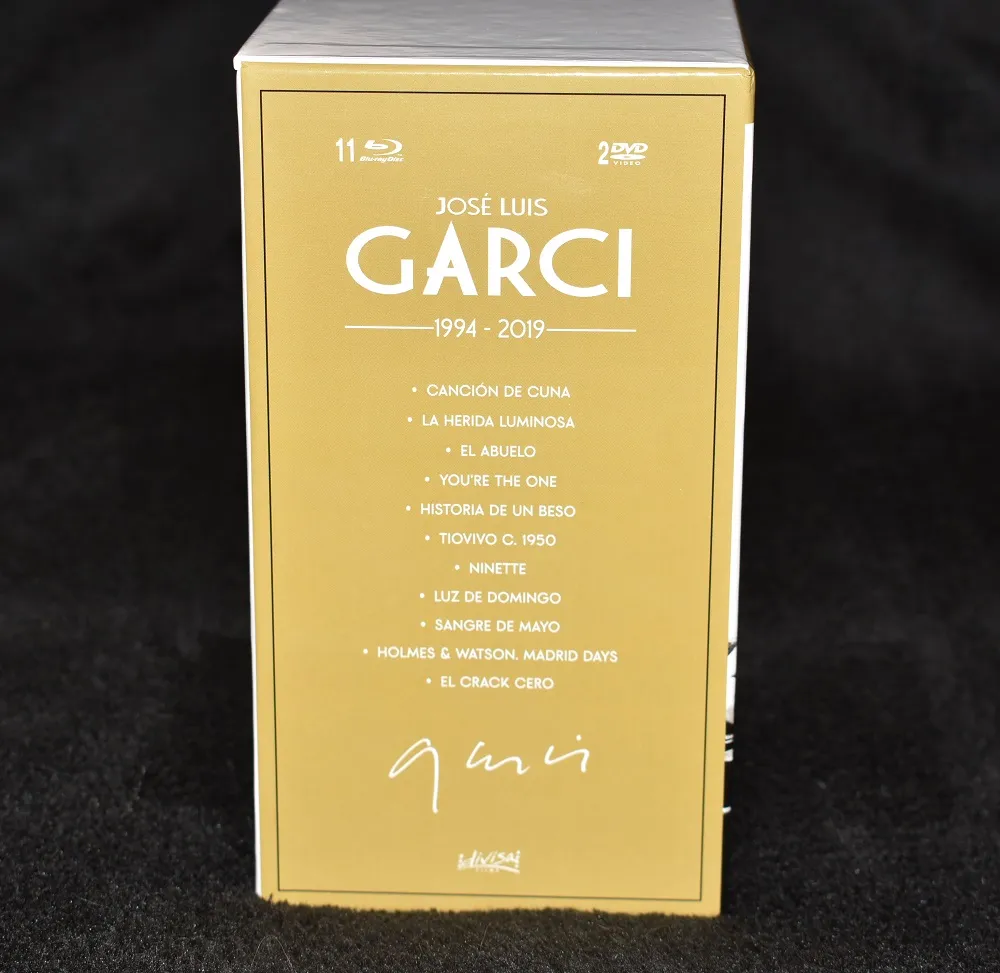 11 Blu-ray Disc 2 DVD VIDEO
JOSÉ LUIS
GARCI
1994 - 2019
• CANCIÓN DE CUNA
• LA HERIDA LUMINOSA
• EL ABUELO
• YOU'RE THE ONE
• HISTORIA DE UN BESO
• TIOVIVO C. 1950
• NINETTE
• LUZ DE DOMINGO
• SANGRE DE MAYO
• HOLMES & WATSON. MADRID DAYS
• EL CRACK CERO
garci
divisa
FILMS